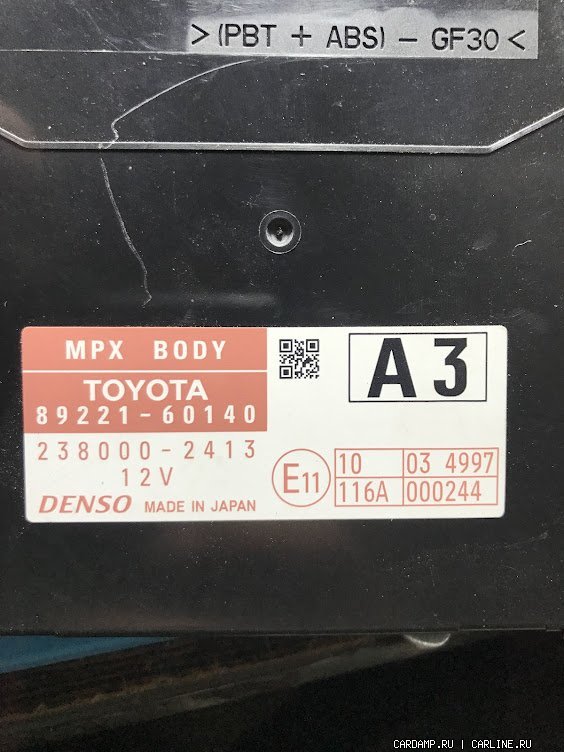 >(PBT + ABS) - GF30<
MPX BODY
TOYOTA
89221-60140
238000-2413
12V
DENSO MADE IN JAPAN
A3
E11
10 03 4997
116A 000244
CARDAMP.RU | CARLINE.RU